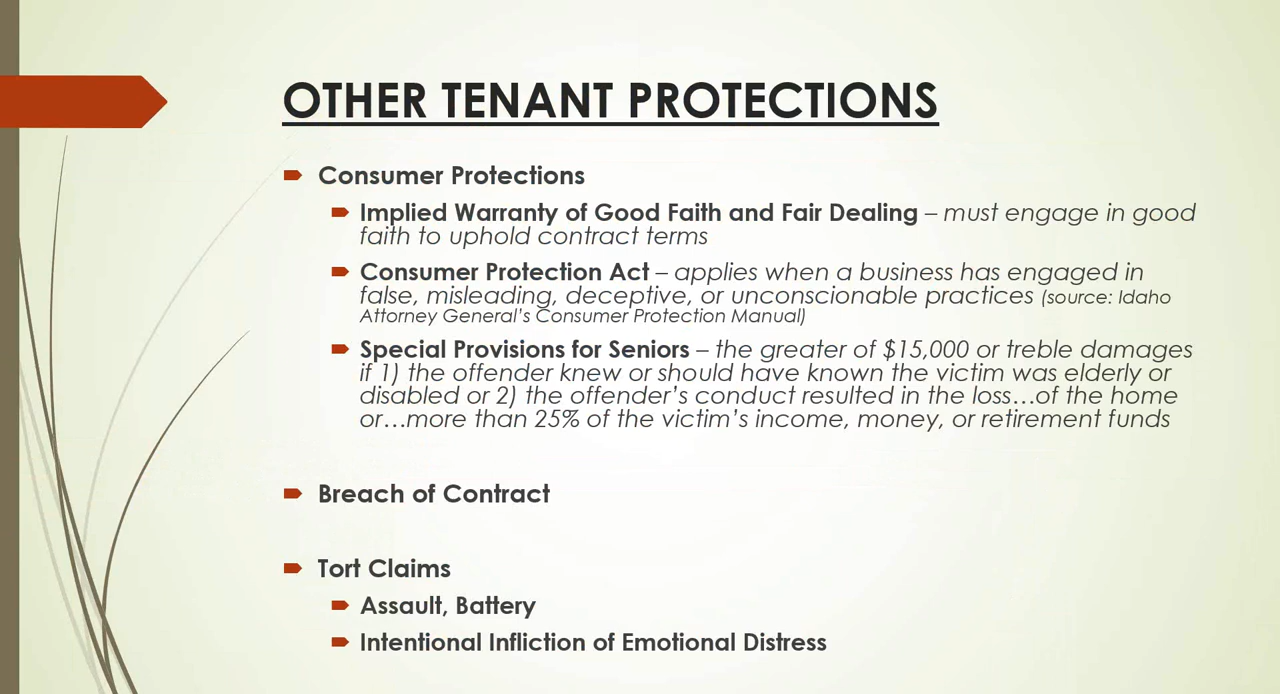 OTHER TENANT PROTECTIONS
Consumer Protections
Implied Warranty of Good Faith and Fair Dealing – must engage in good
faith to uphold contract terms
Consumer Protection Act – applies when a business has engaged in
false, misleading, deceptive, or unconscionable practices (source: Idaho
Attorney General's Consumer Protection Manual)
Special Provisions for Seniors – the greater of $15,000 or treble damages
if 1) the offender knew or should have known the victim was elderly or
disabled or 2) the offender's conduct resulted in the loss…of the home
or…more than 25% of the victim's income, money, or retirement funds
Breach of Contract
Tort Claims
Assault, Battery
Intentional Infliction of Emotional Distress